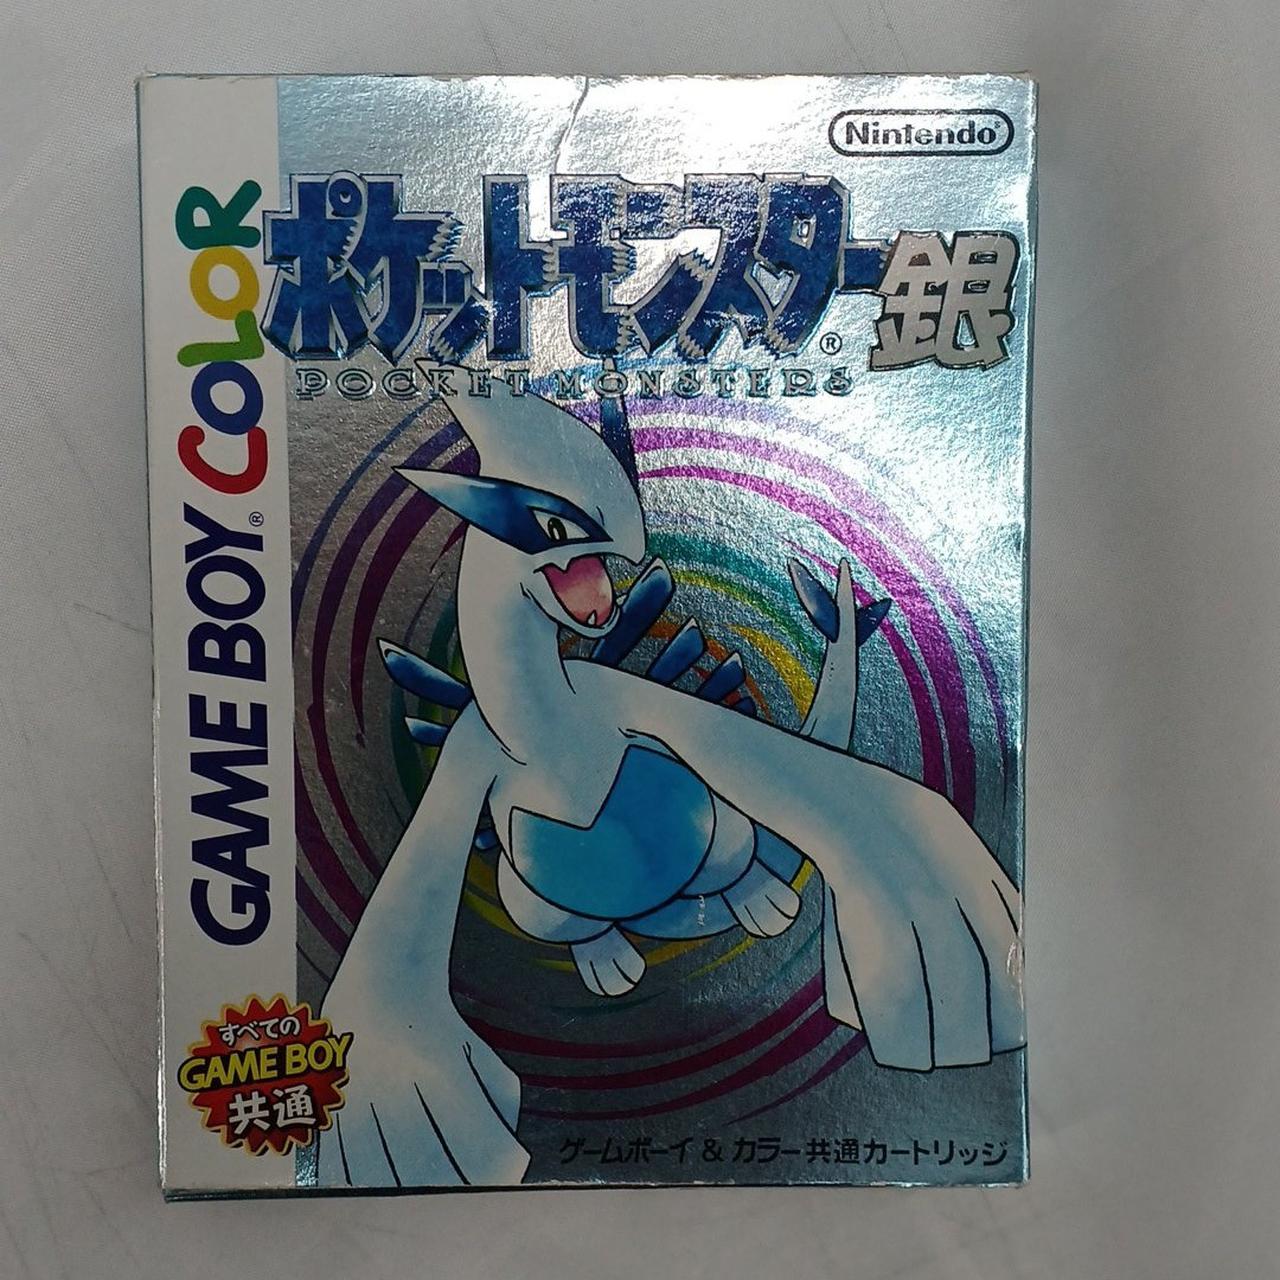 Nintendo®
ポケットモンスター銀
®
POCKET MONSTERS
GAME BOY COLOR
®
すべての
GAME BOY
共通
ゲームボーイ & カラー共通カートリッジ